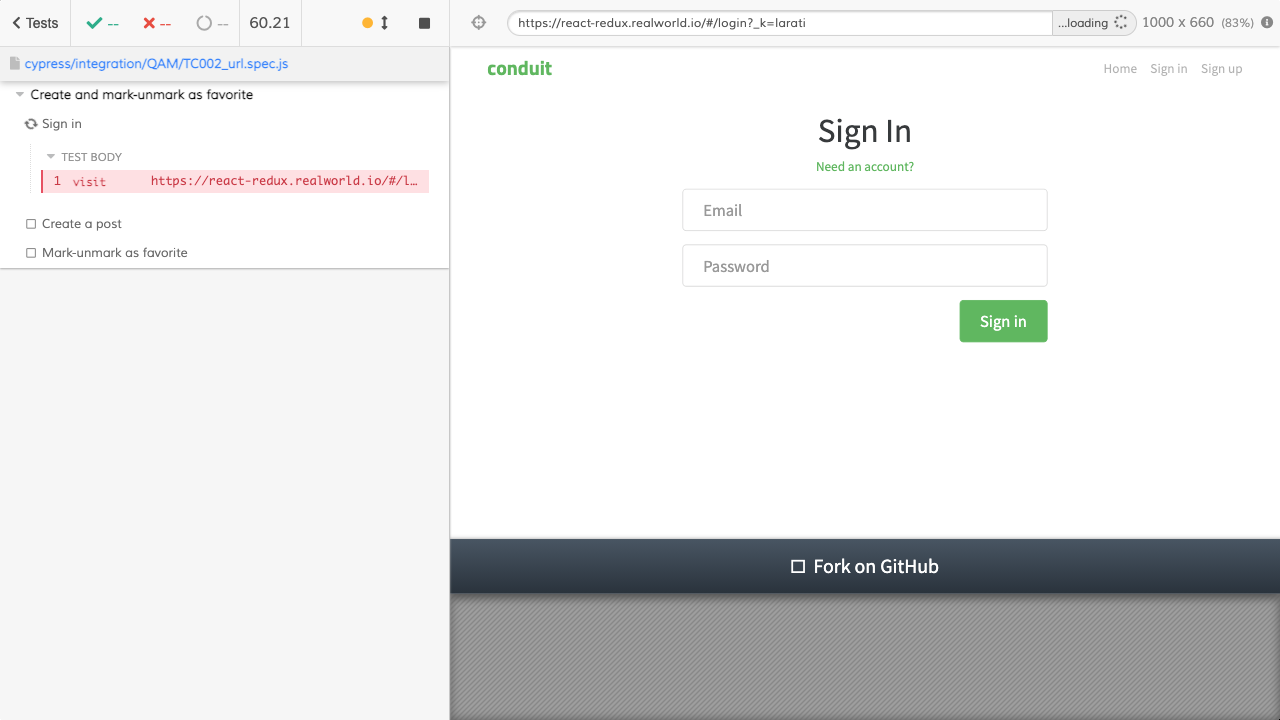 Tests -- -- -- 60.21
cypress/integration/QAM/TC002_url.spec.js
Create and mark-unmark as favorite
Sign in
TEST BODY
1 visit https://react-redux.realworld.io/#/l...
Create a post
Mark-unmark as favorite
https://react-redux.realworld.io/#/login?_k=larati ...loading 1000 x 660 (83%)
conduit Home Sign in Sign up
Sign In
Need an account?
Email
Password
Sign in
Fork on GitHub